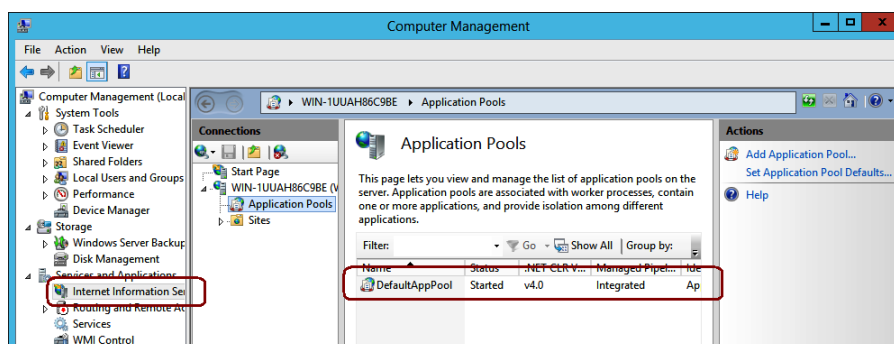 Computer Management
File Action View Help
Computer Management (Local
System Tools
Task Scheduler
Event Viewer
Shared Folders
Local Users and Groups
Performance
Device Manager
Storage
Windows Server Backup
Disk Management
Services and Applications
Internet Information Se
Routing and Remote Ac
Services
WMI Control
WIN-1UUAH86C9BE Application Pools
Connections
Start Page
WIN-1UUAH86C9BE (V
Application Pools
Sites
Application Pools
This page lets you view and manage the list of application pools on the
server. Application pools are associated with worker processes, contain
one or more applications, and provide isolation among different
applications.
Filter: Go Show All Group by:
Name Status .NET CLR V... Managed Pipel... Ide
DefaultAppPool Started v4.0 Integrated Ap
Actions
Add Application Pool...
Set Application Pool Defaults...
Help